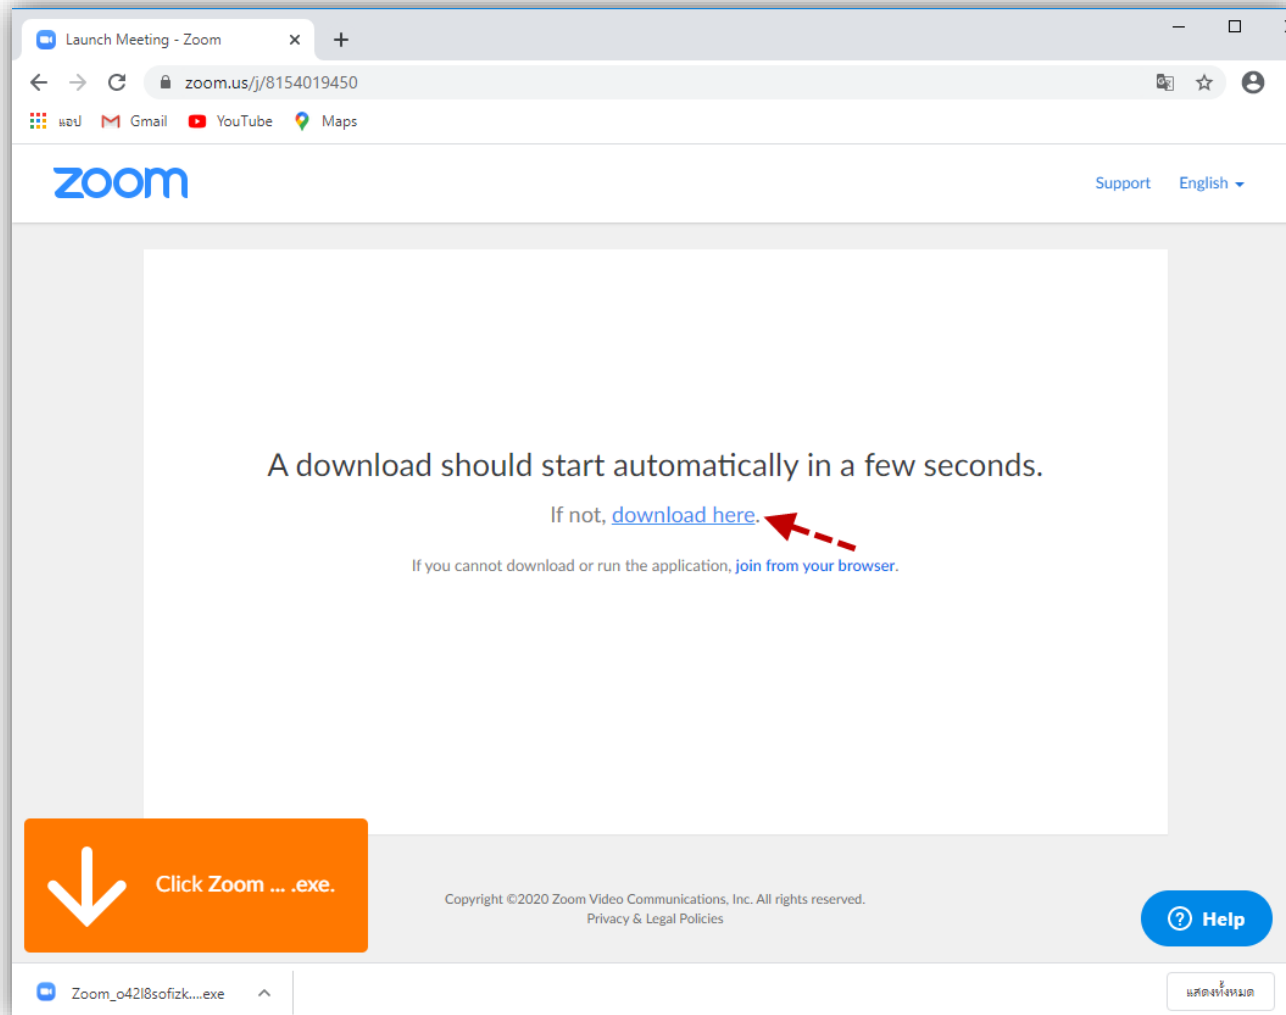 Launch Meeting - Zoom
zoom.us/j/8154019450
แอป Gmail YouTube Maps
zoom
Support English
A download should start automatically in a few seconds.
If not, download here.
If you cannot download or run the application, join from your browser.
Click Zoom ... .exe.
Copyright ©2020 Zoom Video Communications, Inc. All rights reserved.
Privacy & Legal Policies
Help
Zoom_o42l8sofizk....exe
แสดงทั้งหมด